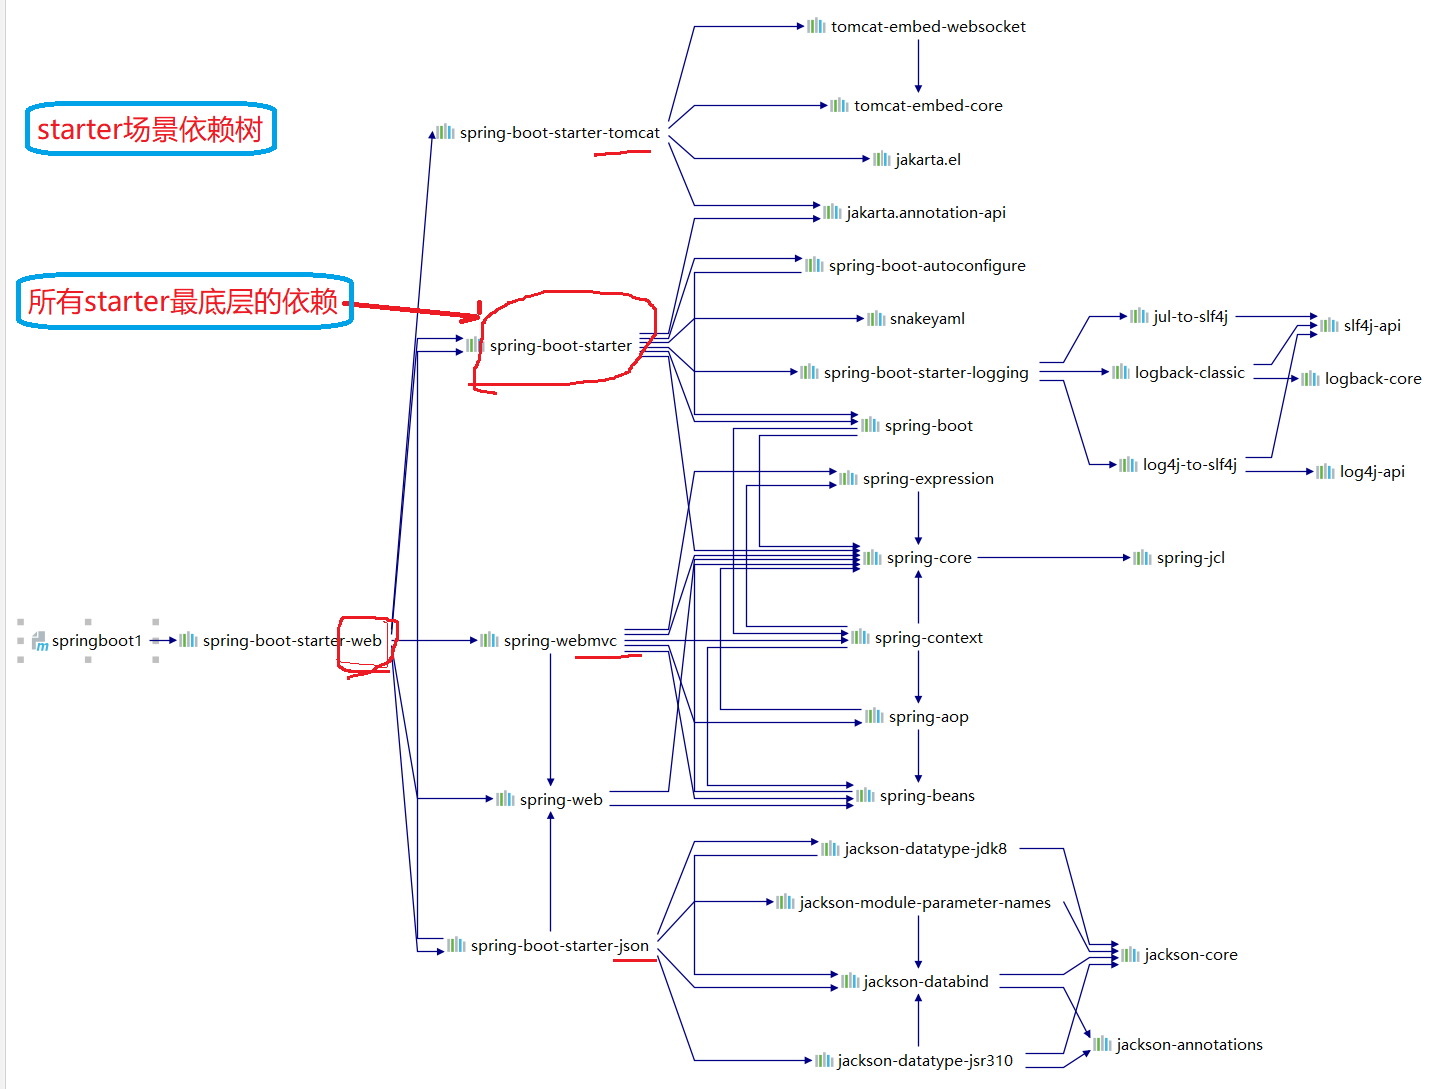 tomcat-embed-websocket
tomcat-embed-core
starter场景依赖树
spring-boot-starter-tomcat
jakarta.el
jakarta.annotation-api
spring-boot-autoconfigure
所有starter最底层的依赖
snakeyaml
jul-to-slf4j
slf4j-api
spring-boot-starter
spring-boot-starter-logging
logback-classic
logback-core
spring-boot
log4j-to-slf4j
log4j-api
spring-expression
spring-core
spring-jcl
springboot1
spring-boot-starter-web
spring-webmvc
spring-context
spring-aop
spring-web
spring-beans
jackson-datatype-jdk8
jackson-module-parameter-names
spring-boot-starter-json
jackson-core
jackson-databind
jackson-annotations
jackson-datatype-jsr310